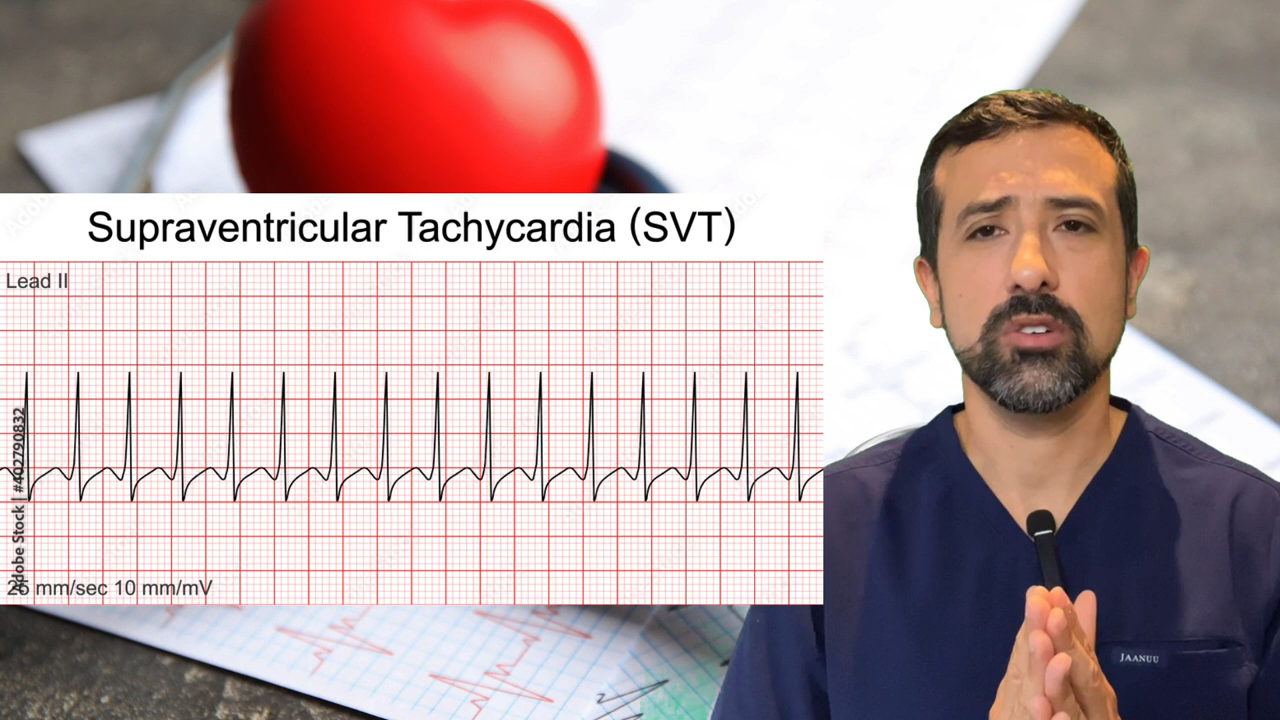 Supraventricular Tachycardia (SVT)
Lead II
Adobe Stock | #402790832
25 mm/sec 10 mm/mV
JAANUU